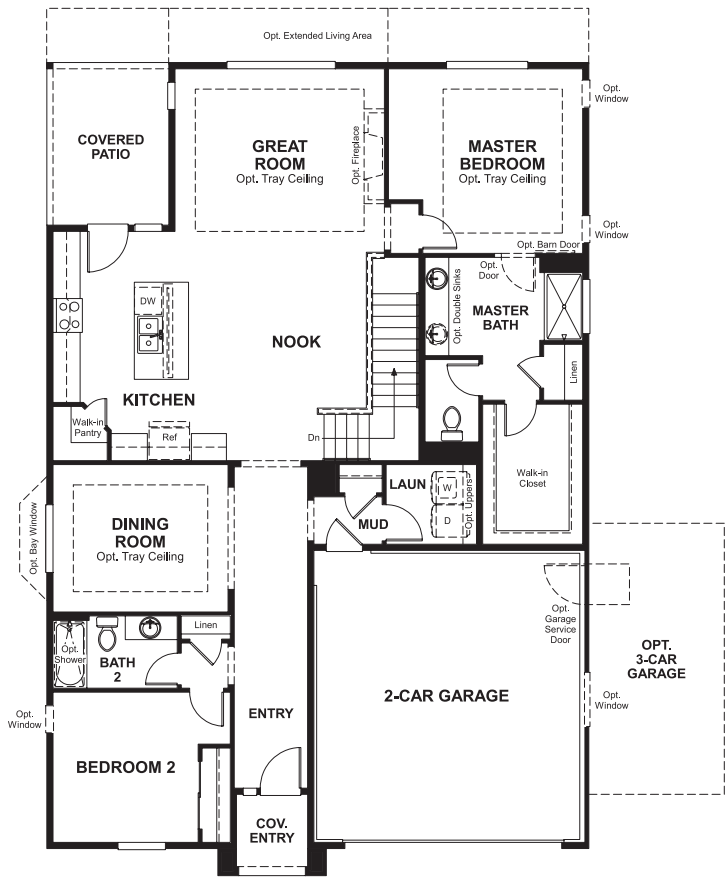 Opt. Extended Living Area
COVERED
PATIO
GREAT
ROOM
Opt. Tray Ceiling
Opt. Fireplace
MASTER
BEDROOM
Opt. Tray Ceiling
Opt.
Window
Opt.
Window
Opt. Barn Door
Opt.
Door
Opt. Double Sinks
MASTER
BATH
Linen
DW
NOOK
KITCHEN
Walk-in
Pantry
Ref
Dn
Walk-in
Closet
LAUN
W
D
Opt. Uppers
MUD
Opt. Bay Window
DINING
ROOM
Opt. Tray Ceiling
Opt.
Garage
Service
Door
OPT.
3-CAR
GARAGE
Opt.
Window
Linen
Opt.
Shower
BATH
2
2-CAR GARAGE
ENTRY
Opt.
Window
BEDROOM 2
COV.
ENTRY